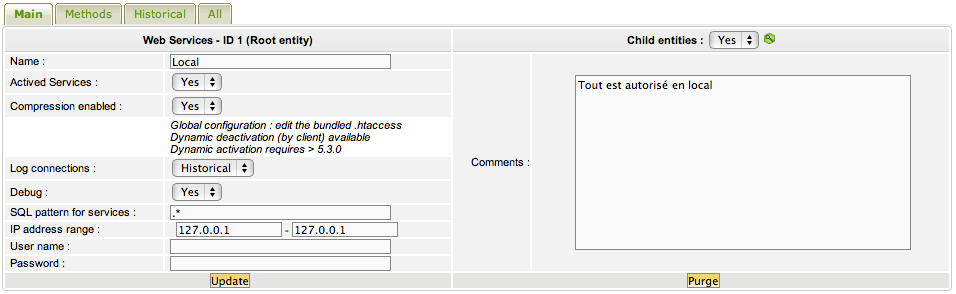 Main Methods Historical All
Web Services - ID 1 (Root entity) Child entities : Yes
Name : Local
Actived Services : Yes
Compression enabled : Yes
Global configuration : edit the bundled .htaccess
Dynamic deactivation (by client) available
Dynamic activation requires > 5.3.0
Log connections : Historical
Debug : Yes
SQL pattern for services : .*
IP address range : 127.0.0.1 - 127.0.0.1
User name :
Password :
Comments :
Tout est autorisé en local
Update Purge